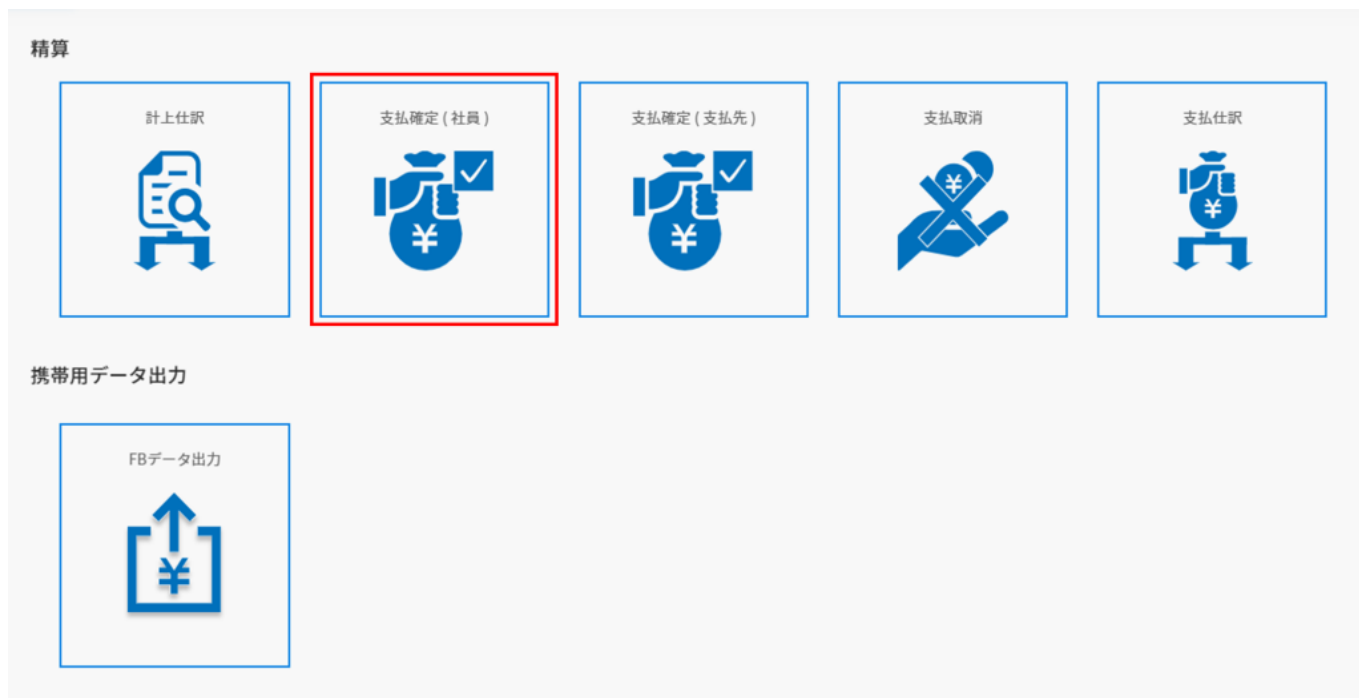 精算
計上仕訳
支払確定 ( 社員 )
支払確定 ( 支払先 )
支払取消
支払仕訳
¥
¥
¥
¥
携帯用データ出力
FBデータ出力
¥